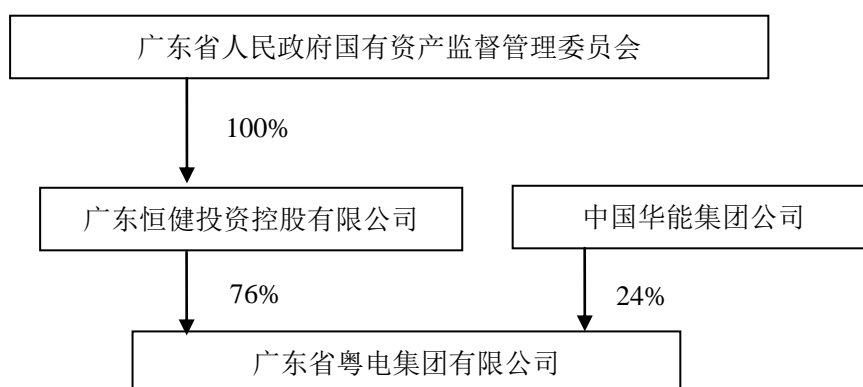 广东省人民政府国有资产监督管理委员会
100%
广东恒健投资控股有限公司
中国华能集团公司
76%
24%
广东省粤电集团有限公司